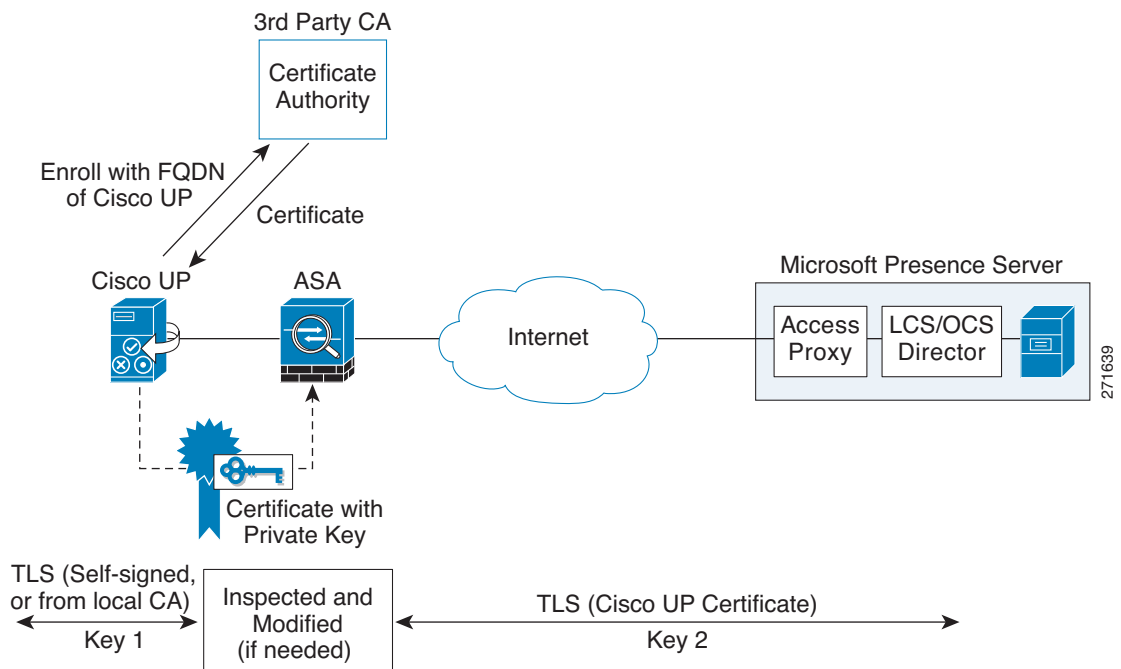 3rd Party CA
Certificate
Authority
Enroll with FQDN
of Cisco UP
Certificate
Cisco UP
ASA
Internet
Microsoft Presence Server
Access
Proxy
LCS/OCS
Director
271639
Certificate with
Private Key
TLS (Self-signed,
or from local CA)
Key 1
Inspected and
Modified
(if needed)
TLS (Cisco UP Certificate)
Key 2